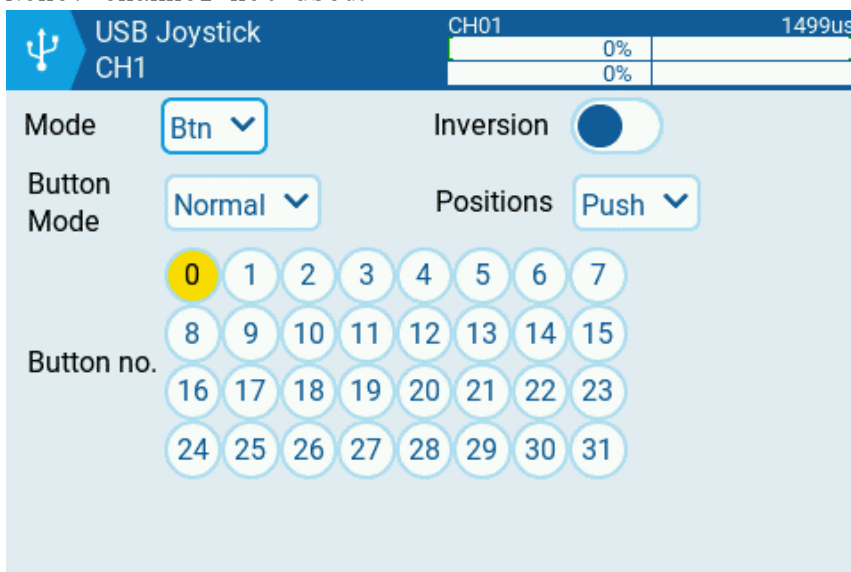 USB Joystick
CH1
CH01 1499us
0%
0%
Mode Btn Inversion
Button Mode Normal Positions Push
0 1 2 3 4 5 6 7
8 9 10 11 12 13 14 15
Button no.
16 17 18 19 20 21 22 23
24 25 26 27 28 29 30 31